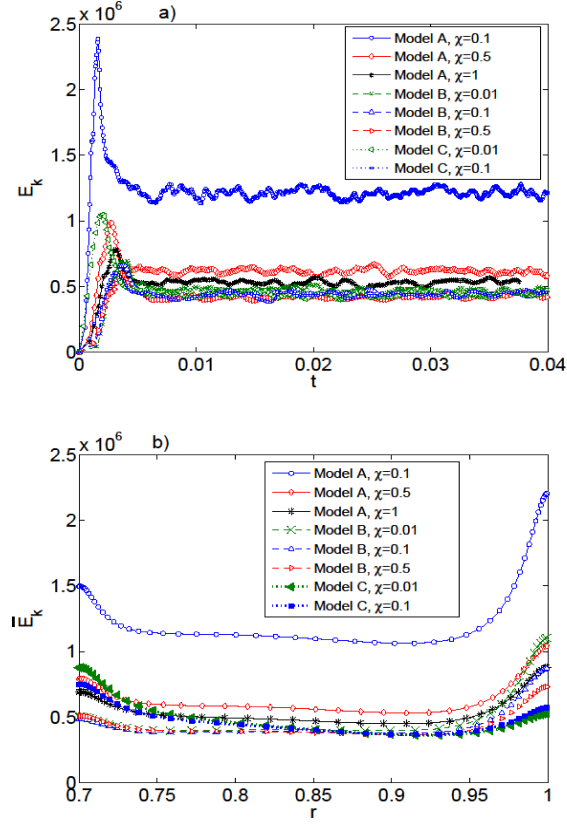 x 10^6 a)
2.5
2
1.5
1
0.5
0
E_k
Model A, χ=0.1
Model A, χ=0.5
Model A, χ=1
Model B, χ=0.01
Model B, χ=0.1
Model B, χ=0.5
Model C, χ=0.01
Model C, χ=0.1
0 0.01 0.02 0.03 0.04
t
x 10^6 b)
2.5
2
1.5
1
0.5
0
E̅_k
Model A, χ=0.1
Model A, χ=0.5
Model A, χ=1
Model B, χ=0.01
Model B, χ=0.1
Model B, χ=0.5
Model C, χ=0.01
Model C, χ=0.1
0.7 0.75 0.8 0.85 0.9 0.95 1
r